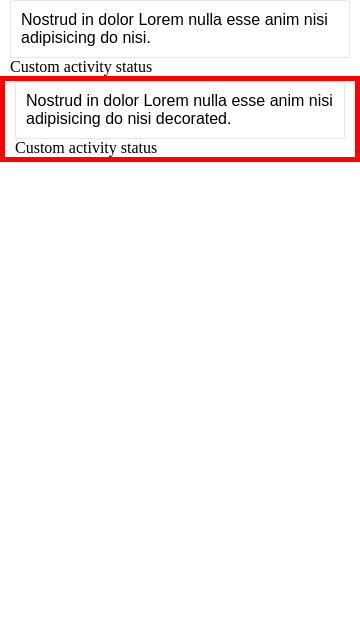 Nostrud in dolor Lorem nulla esse anim nisi
adipisicing do nisi.
Custom activity status
Nostrud in dolor Lorem nulla esse anim nisi
adipisicing do nisi decorated.
Custom activity status